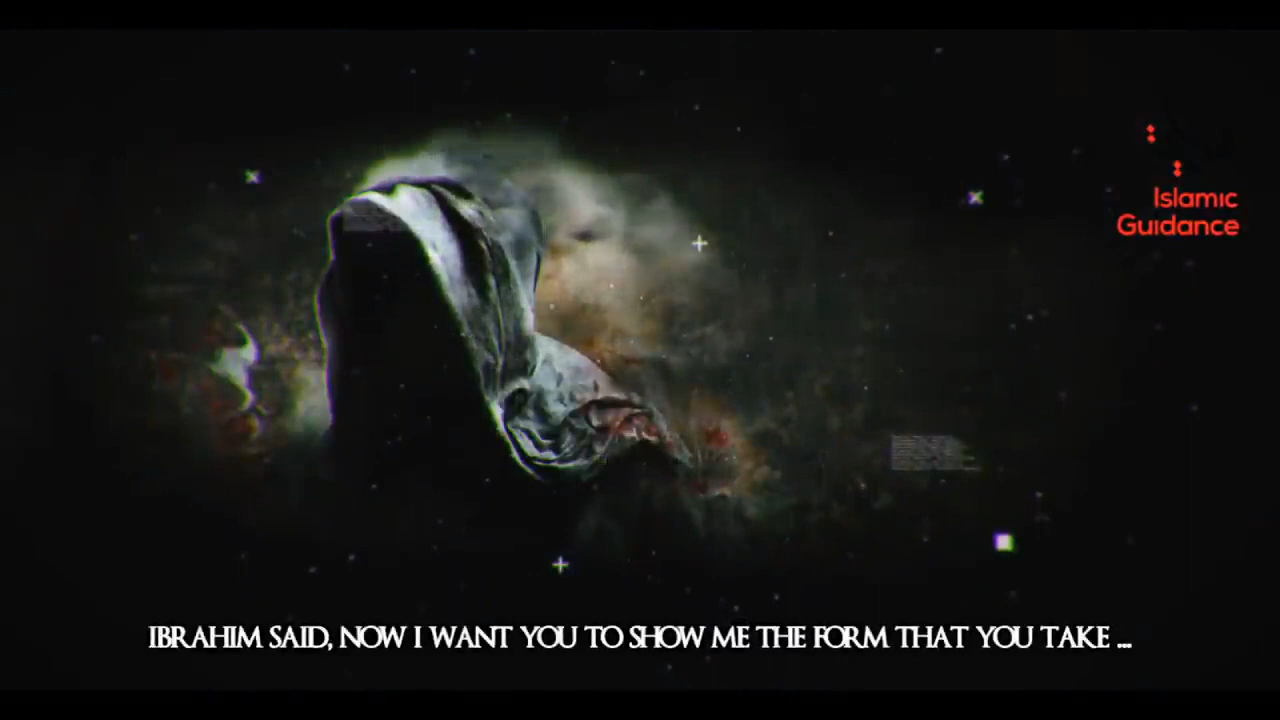 Islamic
Guidance
IBRAHIM SAID, NOW I WANT YOU TO SHOW ME THE FORM THAT YOU TAKE ...